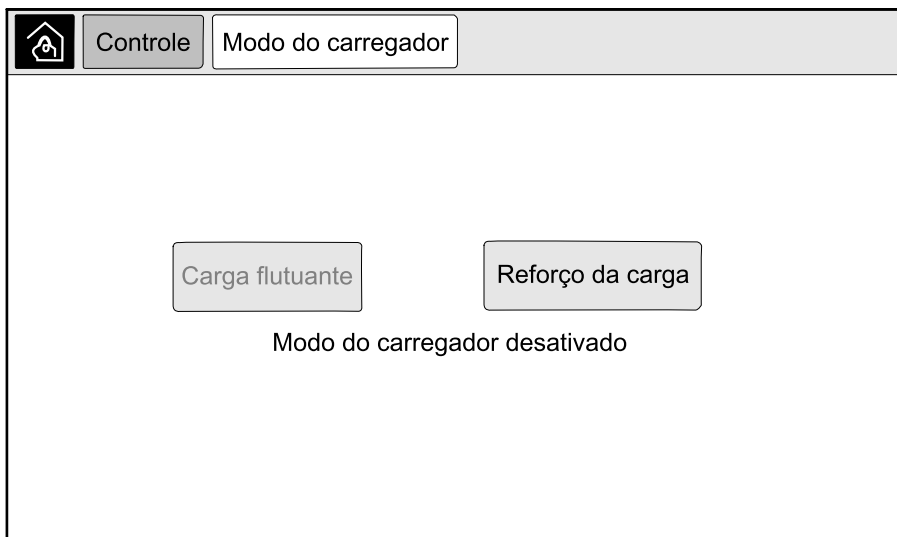 Controle Modo do carregador
Carga flutuante Reforço da carga
Modo do carregador desativado